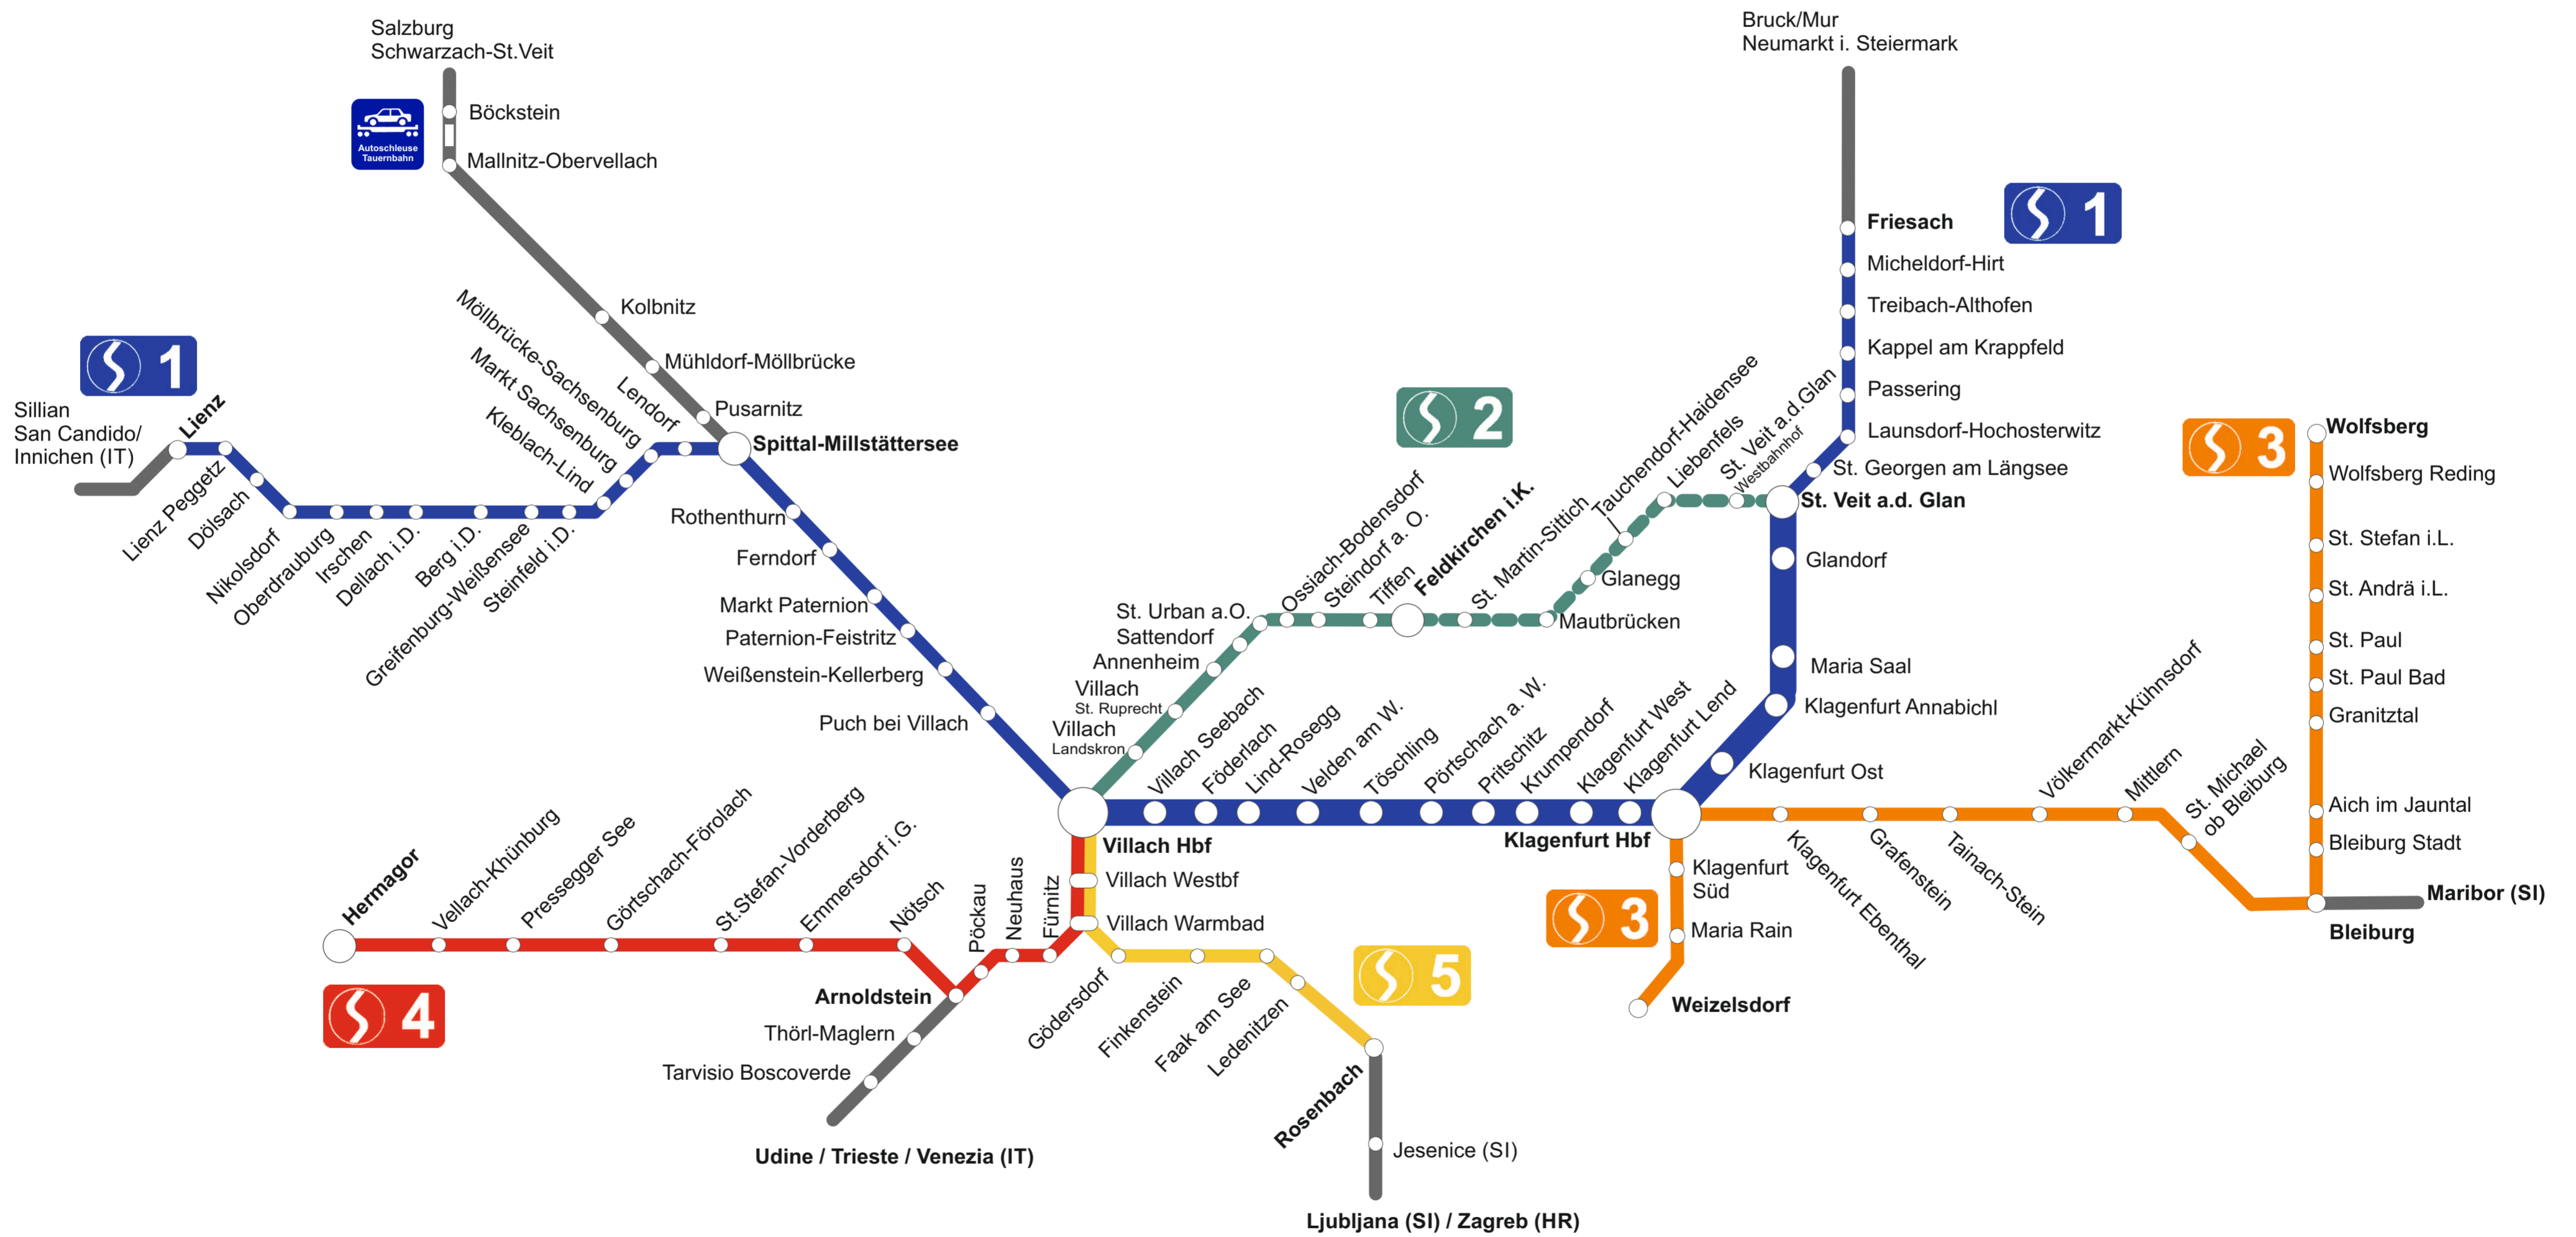 Salzburg
Schwarzach-St.Veit
Böckstein
Autoschleuse
Tauernbahn
Mallnitz-Obervellach
Kolbnitz
Mühldorf-Möllbrücke
Pusarnitz
Spittal-Millstättersee
1
Sillian
San Candido/
Innichen (IT)
Lienz
Lienz Peggetz
Dölsach
Nikolsdorf
Oberdrauburg
Irschen
Dellach i.D.
Berg i.D.
Greifenburg-Weißensee
Steinfeld i.D.
Kleblach-Lind
Markt Sachsenburg
Möllbrücke-Sachsenburg
Lendorf
Rothenthurn
Ferndorf
Markt Paternion
Paternion-Feistritz
Weißenstein-Kellerberg
Puch bei Villach
Bruck/Mur
Neumarkt i. Steiermark
1
Friesach
Micheldorf-Hirt
Treibach-Althofen
Kappel am Krappfeld
Passering
Launsdorf-Hochosterwitz
St. Georgen am Längsee
St. Veit a.d. Glan
Glandorf
Maria Saal
Klagenfurt Annabichl
Klagenfurt Ost
2
Villach
Landskron
Villach
St. Ruprecht
Annenheim
Sattendorf
St. Urban a.O.
Ossiach-Bodensdorf
Steindorf a. O.
Tiffen
Feldkirchen i.K.
St. Martin-Sittich
Mautbrücken
Glanegg
Tauchendorf-Haidensee
Liebenfels
St. Veit a.d.Glan
Westbahnhof
Villach Hbf
Villach Seebach
Föderlach
Lind-Rosegg
Velden am W.
Töschling
Pörtschach a. W.
Pritschitz
Krumpendorf
Klagenfurt West
Klagenfurt Lend
Klagenfurt Hbf
3
Wolfsberg
Wolfsberg Reding
St. Stefan i.L.
St. Andrä i.L.
St. Paul
St. Paul Bad
Granitztal
Aich im Jauntal
Bleiburg Stadt
Maribor (SI)
Bleiburg
Klagenfurt Ebenthal
Grafenstein
Tainach-Stein
Völkermarkt-Kühnsdorf
Mittlern
St. Michael
ob Bleiburg
3
Klagenfurt
Süd
Maria Rain
Weizelsdorf
Villach Westbf
Villach Warmbad
4
Hermagor
Vellach-Khünburg
Pressegger See
Görtschach-Förolach
St.Stefan-Vorderberg
Emmersdorf i.G.
Nötsch
Pöckau
Neuhaus
Fürnitz
Arnoldstein
Thörl-Maglern
Tarvisio Boscoverde
Udine / Trieste / Venezia (IT)
5
Gödersdorf
Finkenstein
Faak am See
Ledenitzen
Rosenbach
Jesenice (SI)
Ljubljana (SI) / Zagreb (HR)